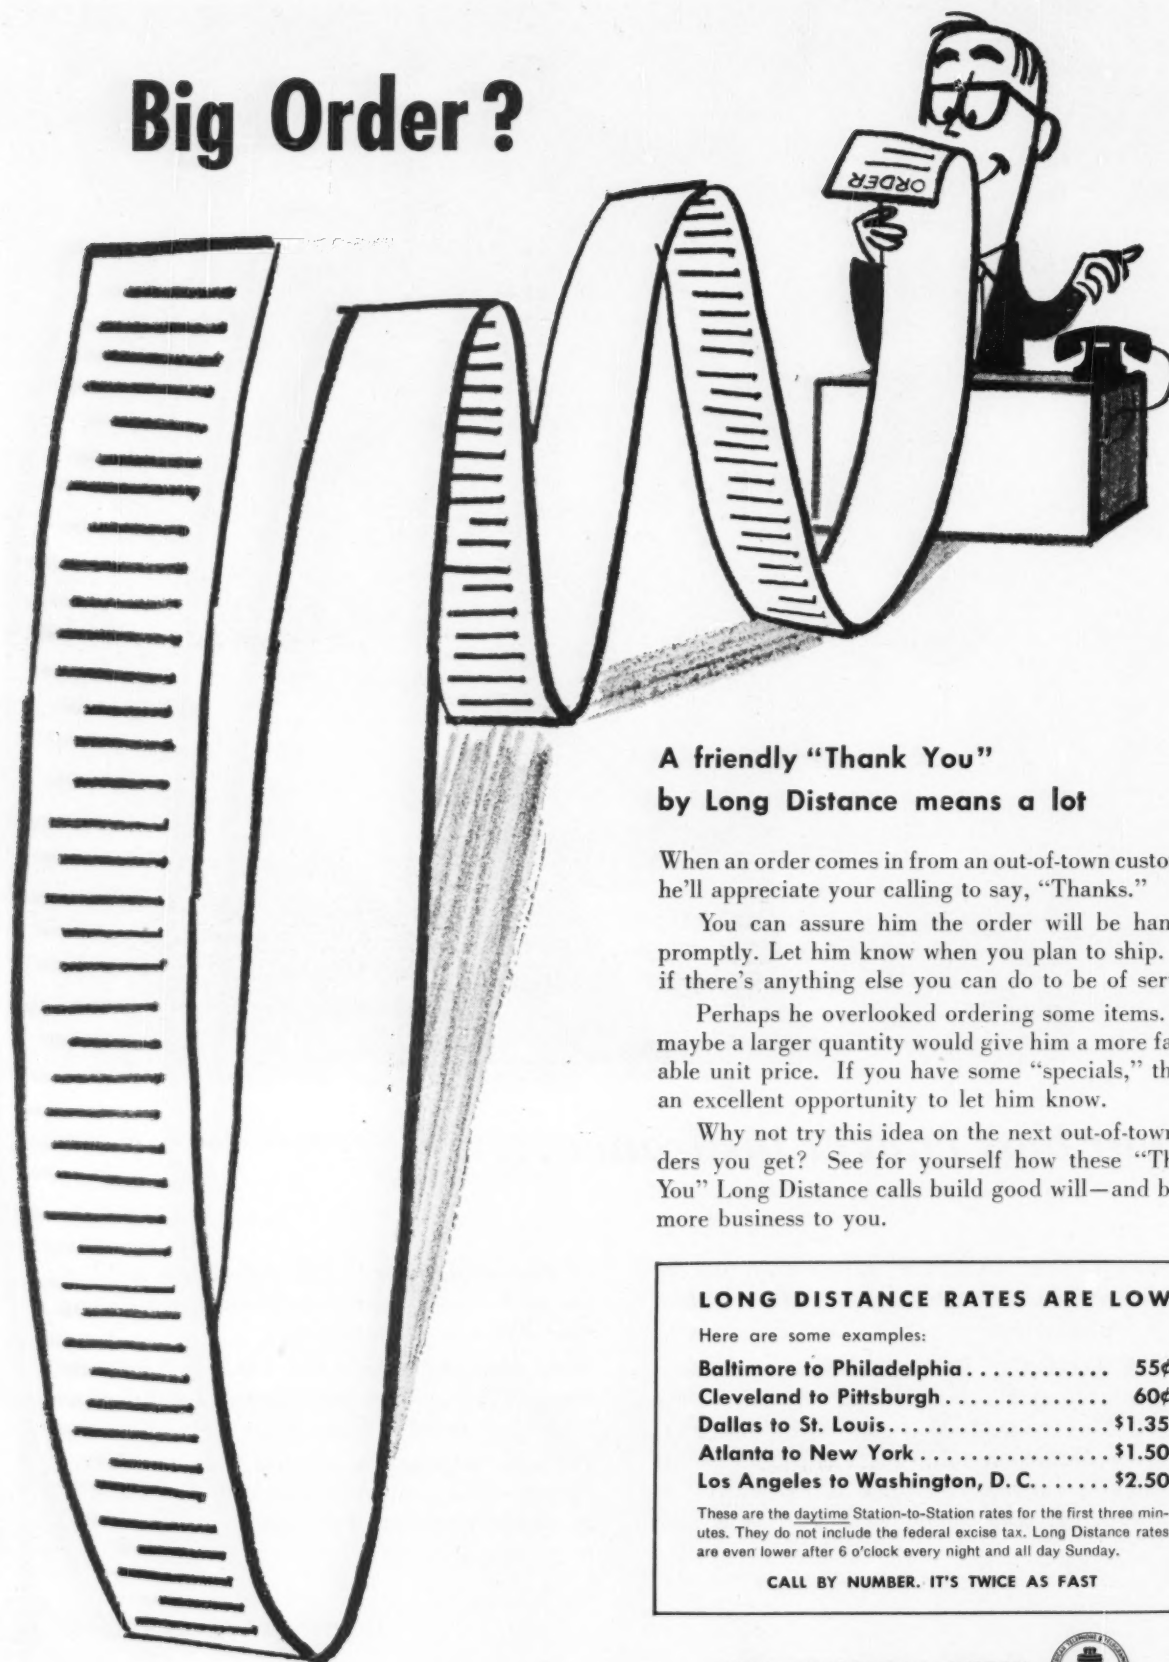 Big Order?
ORDER
A friendly “Thank You”
by Long Distance means a lot
When an order comes in from an out-of-town custo
he’ll appreciate your calling to say, “Thanks.”
You can assure him the order will be han
promptly. Let him know when you plan to ship.
if there’s anything else you can do to be of ser
Perhaps he overlooked ordering some items.
maybe a larger quantity would give him a more fa
able unit price. If you have some “specials,” th
an excellent opportunity to let him know.
Why not try this idea on the next out-of-town
ders you get? See for yourself how these “Th
You” Long Distance calls build good will—and b
more business to you.
LONG DISTANCE RATES ARE LOW
Here are some examples:
Baltimore to Philadelphia............ 55¢
Cleveland to Pittsburgh.............. 60¢
Dallas to St. Louis................... $1.35
Atlanta to New York................ $1.50
Los Angeles to Washington, D. C....... $2.50
These are the daytime Station-to-Station rates for the first three min-
utes. They do not include the federal excise tax. Long Distance rates
are even lower after 6 o’clock every night and all day Sunday.
CALL BY NUMBER. IT’S TWICE AS FAST